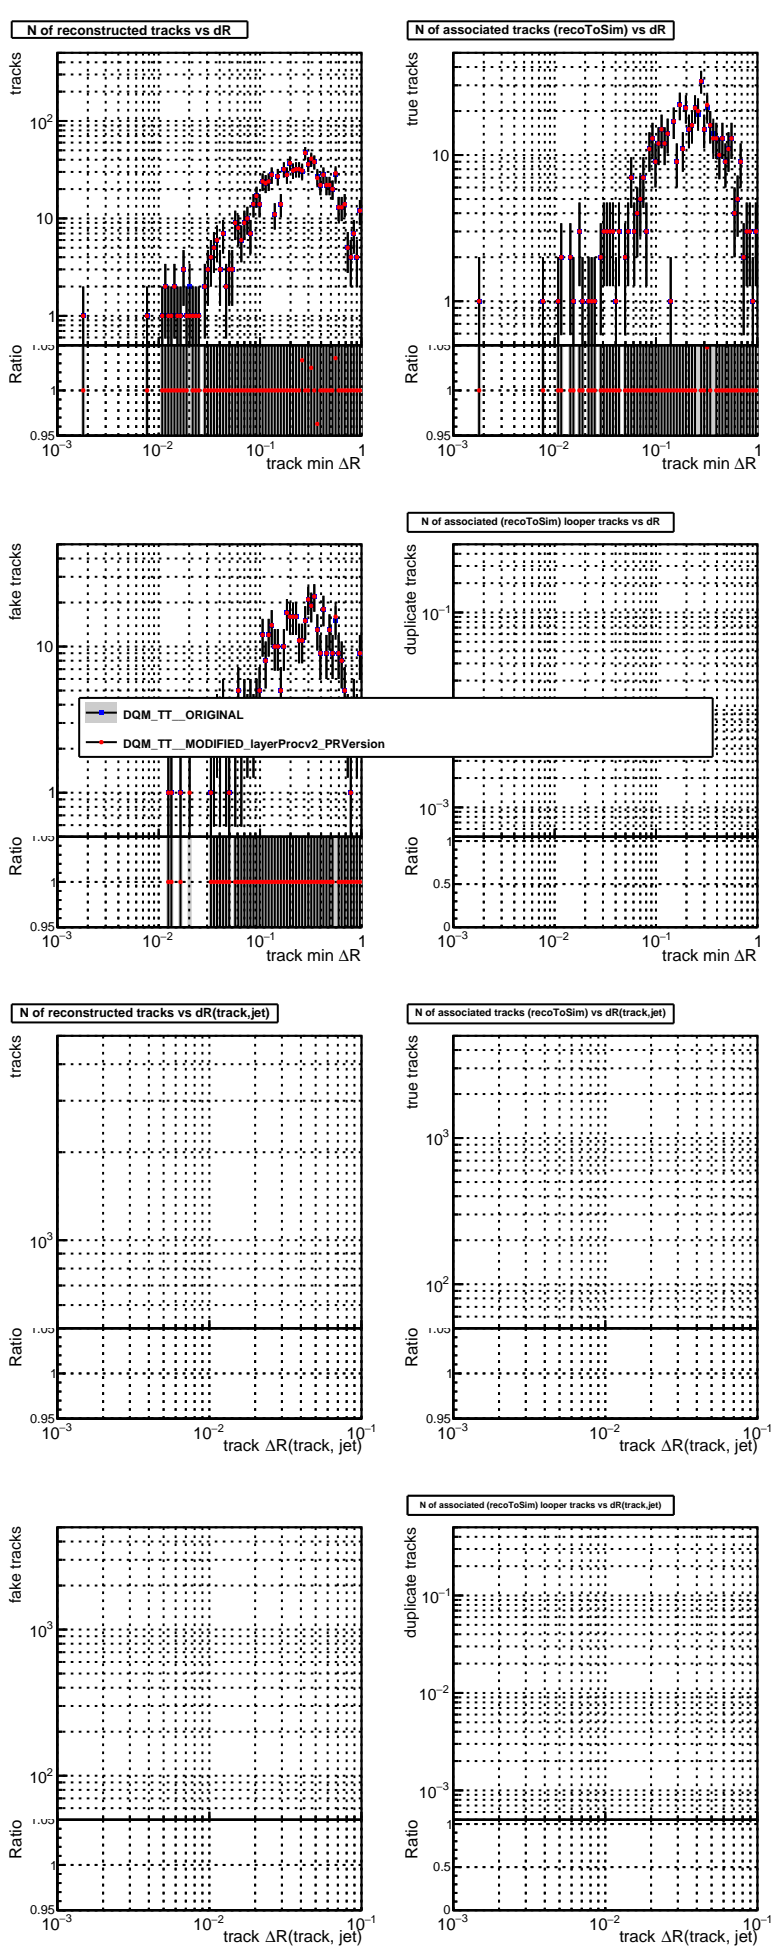 N of reconstructed tracks vs dR
N of associated tracks (recoToSim) vs dR
tracks
10²
10
1
Ratio
1
0.95
10⁻³
10⁻²
10⁻¹
1
track min ΔR
true tracks
10
1
1.05
Ratio
1
0.95
10⁻³
10⁻²
10⁻¹
1
track min ΔR
N of associated (recoToSim) looper tracks vs dR
fake tracks
10
1
Ratio
1
0.95
10⁻³
10⁻²
10⁻¹
1
track min ΔR
duplicate tracks
10⁻¹
10⁻³
Ratio
1
0.5
0
10⁻³
10⁻²
10⁻¹
1
track min ΔR
DQM_TT__ORIGINAL
DQM_TT__MODIFIED_layerProcv2_PRVersion
N of reconstructed tracks vs dR(track,jet)
N of associated tracks (recoToSim) vs dR(track,jet)
tracks
10³
Ratio
1
0.95
10⁻³
10⁻²
10⁻¹
track ΔR(track, jet)
true tracks
10³
10²
Ratio
1
0.95
10⁻³
10⁻²
10⁻¹
track ΔR(track, jet)
N of associated (recoToSim) looper tracks vs dR(track,jet)
fake tracks
10³
10²
Ratio
1
0.95
10⁻³
10⁻²
10⁻¹
track ΔR(track, jet)
duplicate tracks
10⁻¹
10⁻²
10⁻³
Ratio
1
0.5
0
10⁻³
10⁻²
10⁻¹
track ΔR(track, jet)